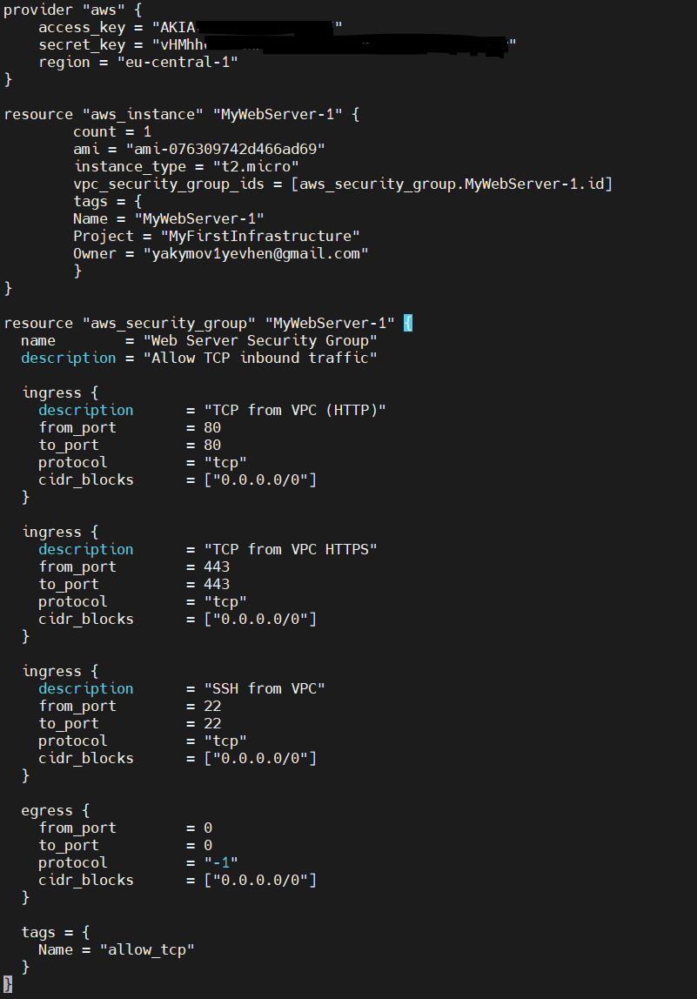 provider "aws" {
    access_key = "AKIA
    secret_key = "vHMhh
    region = "eu-central-1"
}

resource "aws_instance" "MyWebServer-1" {
        count = 1
        ami = "ami-076309742d466ad69"
        instance_type = "t2.micro"
        vpc_security_group_ids = [aws_security_group.MyWebServer-1.id]
        tags = {
        Name = "MyWebServer-1"
        Project = "MyFirstInfrastructure"
        Owner = "yakymov1yevhen@gmail.com"
        }
}

resource "aws_security_group" "MyWebServer-1" {
  name        = "Web Server Security Group"
  description = "Allow TCP inbound traffic"

  ingress {
    description      = "TCP from VPC (HTTP)"
    from_port        = 80
    to_port          = 80
    protocol         = "tcp"
    cidr_blocks      = ["0.0.0.0/0"]
  }

  ingress {
    description      = "TCP from VPC HTTPS"
    from_port        = 443
    to_port          = 443
    protocol         = "tcp"
    cidr_blocks      = ["0.0.0.0/0"]
  }

  ingress {
    description      = "SSH from VPC"
    from_port        = 22
    to_port          = 22
    protocol         = "tcp"
    cidr_blocks      = ["0.0.0.0/0"]
  }

  egress {
    from_port        = 0
    to_port          = 0
    protocol         = "-1"
    cidr_blocks      = ["0.0.0.0/0"]
  }

  tags = {
    Name = "allow_tcp"
  }
}